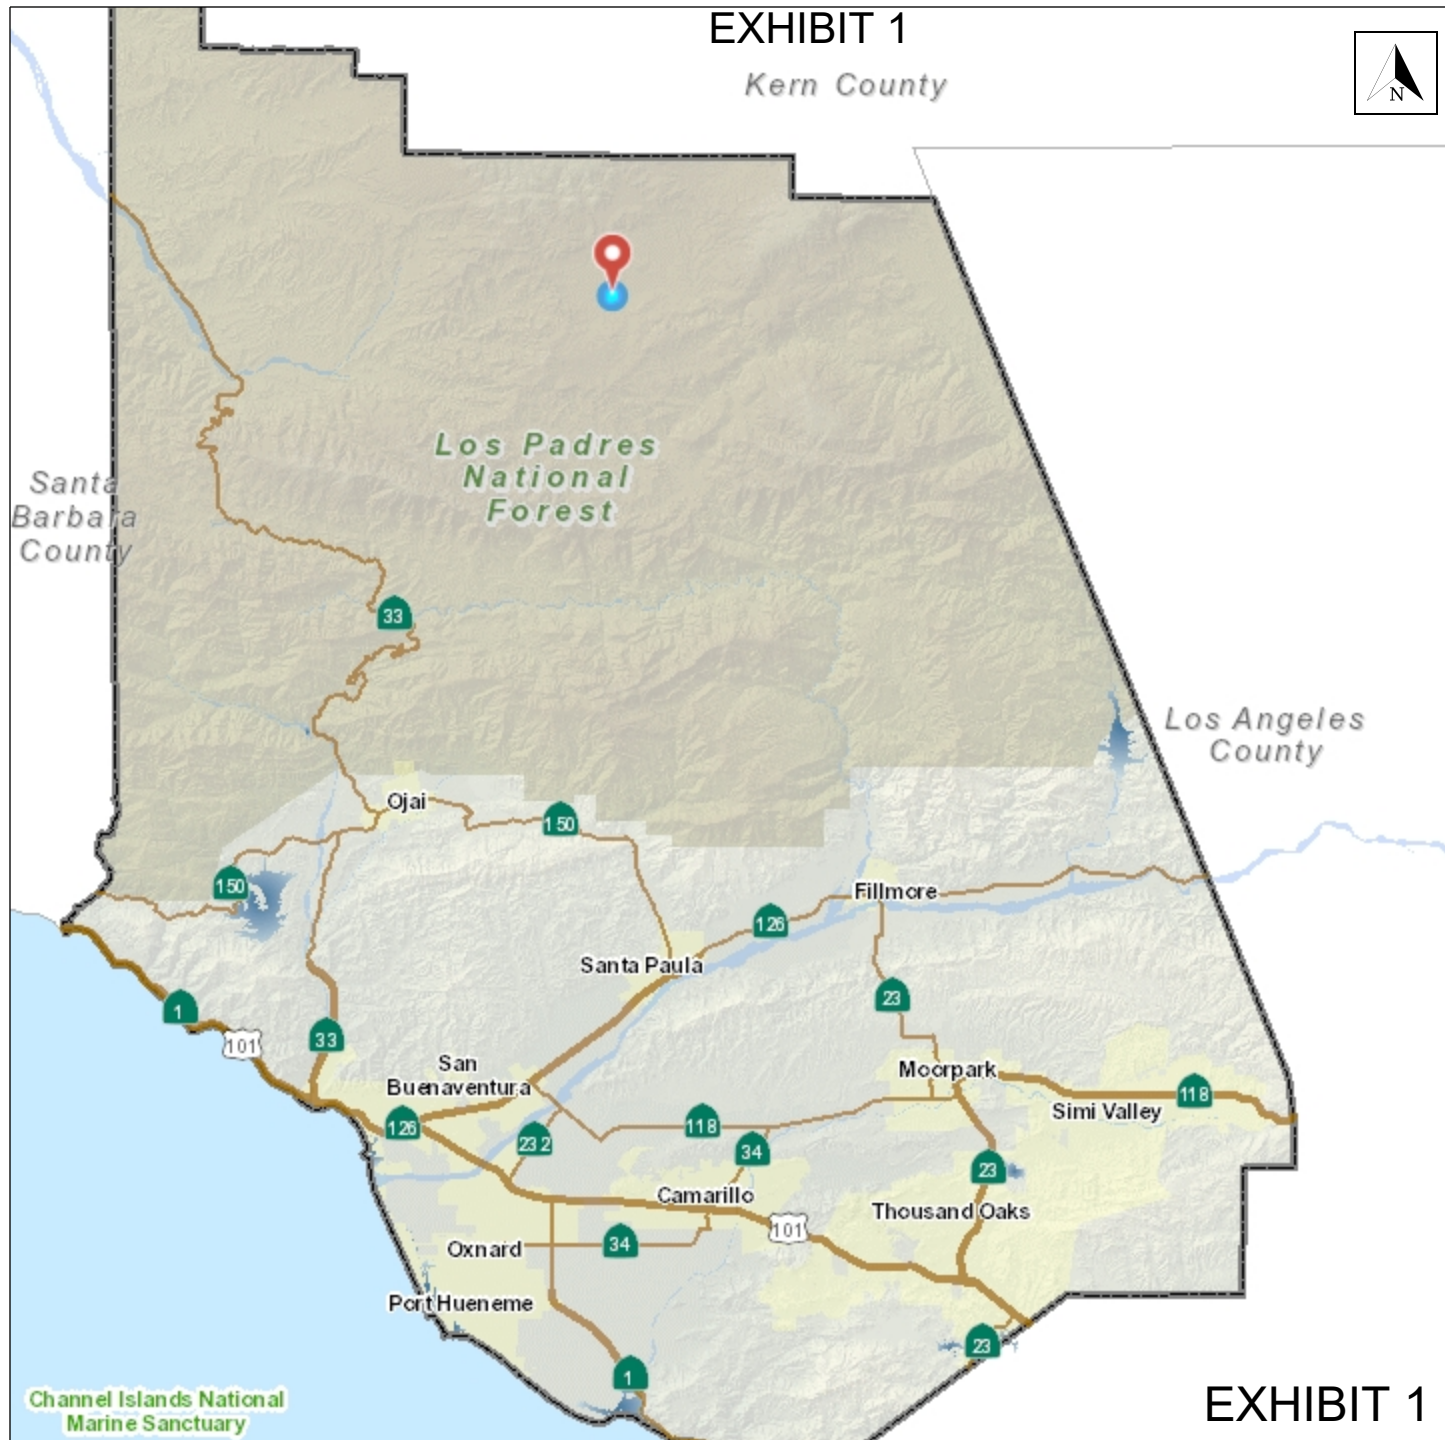 EXHIBIT 1
Kern County
N
Los Padres
National
Forest
Santa
Barbara
County
33
Los Angeles
County
Ojai
150
150
Fillmore
126
Santa Paula
23
1
33
101
San
Buenaventura
Moorpark
118
Simi Valley
126
232
118
34
23
Camarillo
Thousand Oaks
101
Oxnard
34
Port Hueneme
23
1
Channel Islands National
Marine Sanctuary
EXHIBIT 1